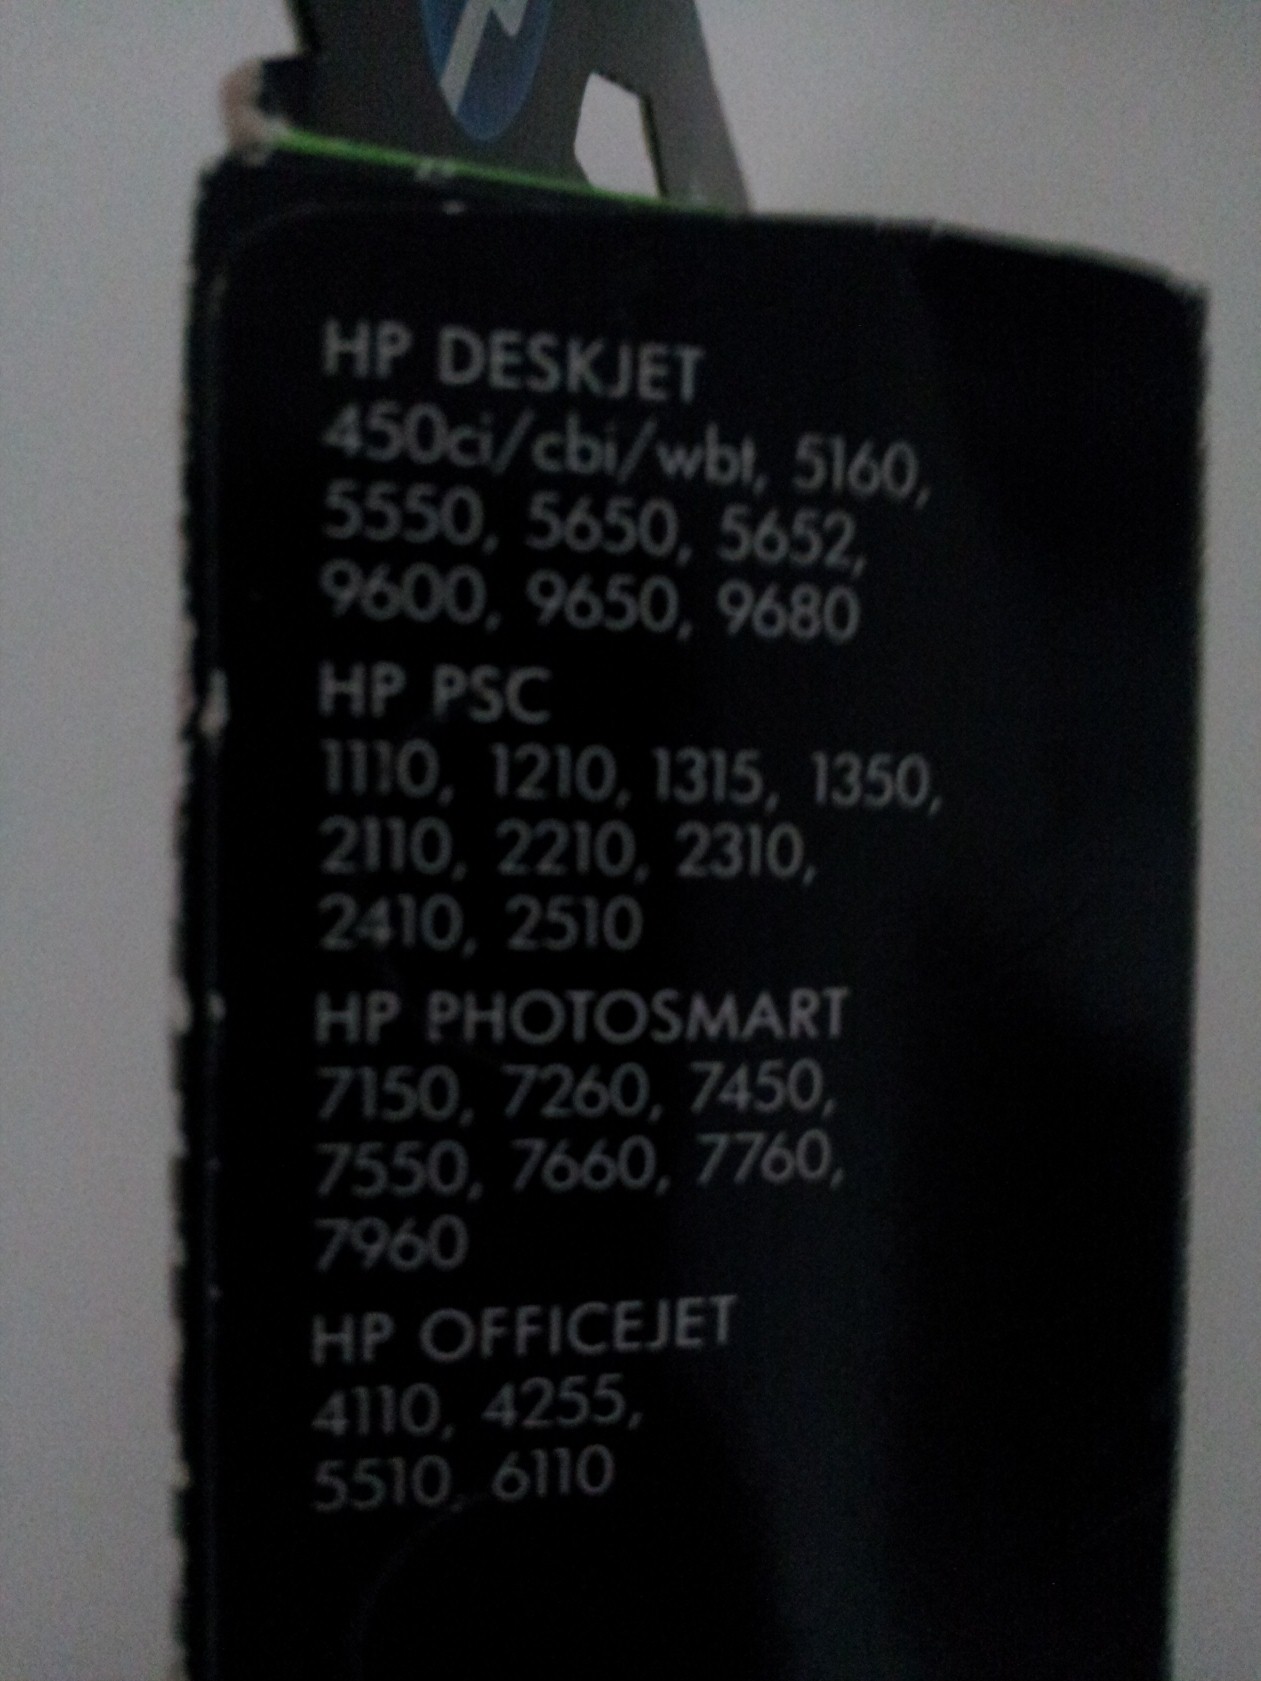 HP DESKJET
450ci/cbi/wbt, 5160,
5550, 5650, 5652,
9600, 9650, 9680
HP PSC
1110, 1210, 1315, 1350,
2110, 2210, 2310,
2410, 2510
HP PHOTOSMART
7150, 7260, 7450,
7550, 7660, 7760,
7960
HP OFFICEJET
4110, 4255,
5510, 6110